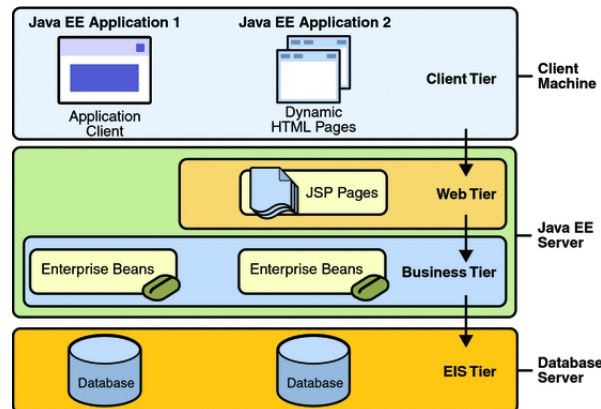 Java EE Application 1
Java EE Application 2
Application
Client
Dynamic
HTML Pages
Client Tier
Client
Machine
JSP Pages
Web Tier
Java EE
Server
Enterprise Beans
Enterprise Beans
Business Tier
Database
Database
EIS Tier
Database
Server